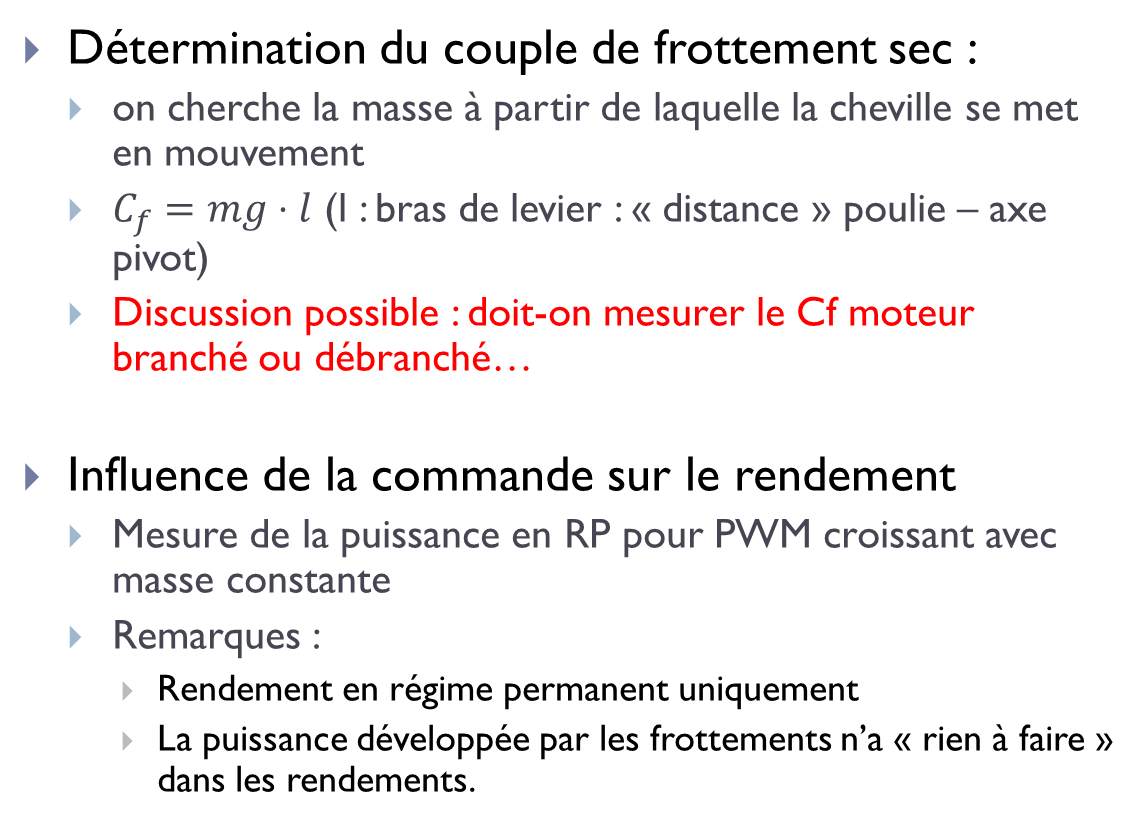 Détermination du couple de frottement sec :
on cherche la masse à partir de laquelle la cheville se met
en mouvement
𝐶𝑓 = 𝑚𝑔 · 𝑙 (l : bras de levier : « distance » poulie – axe
pivot)
Discussion possible : doit-on mesurer le Cf moteur
branché ou débranché…
Influence de la commande sur le rendement
Mesure de la puissance en RP pour PWM croissant avec
masse constante
Remarques :
Rendement en régime permanent uniquement
La puissance développée par les frottements n’a « rien à faire »
dans les rendements.